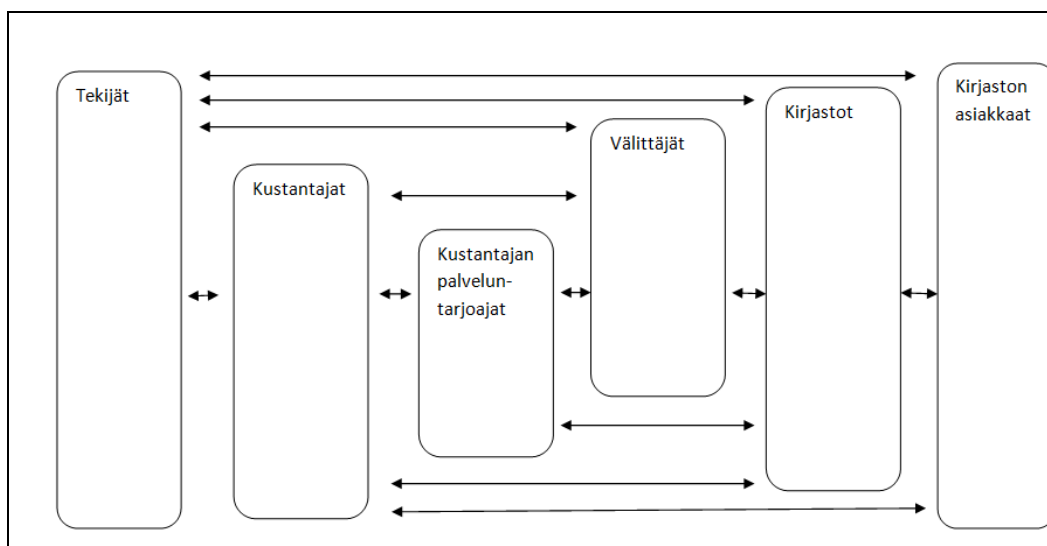 Tekijät
Kustantajat
Kustantajan
palvelun-
tarjoajat
Välittäjät
Kirjastot
Kirjaston
asiakkaat